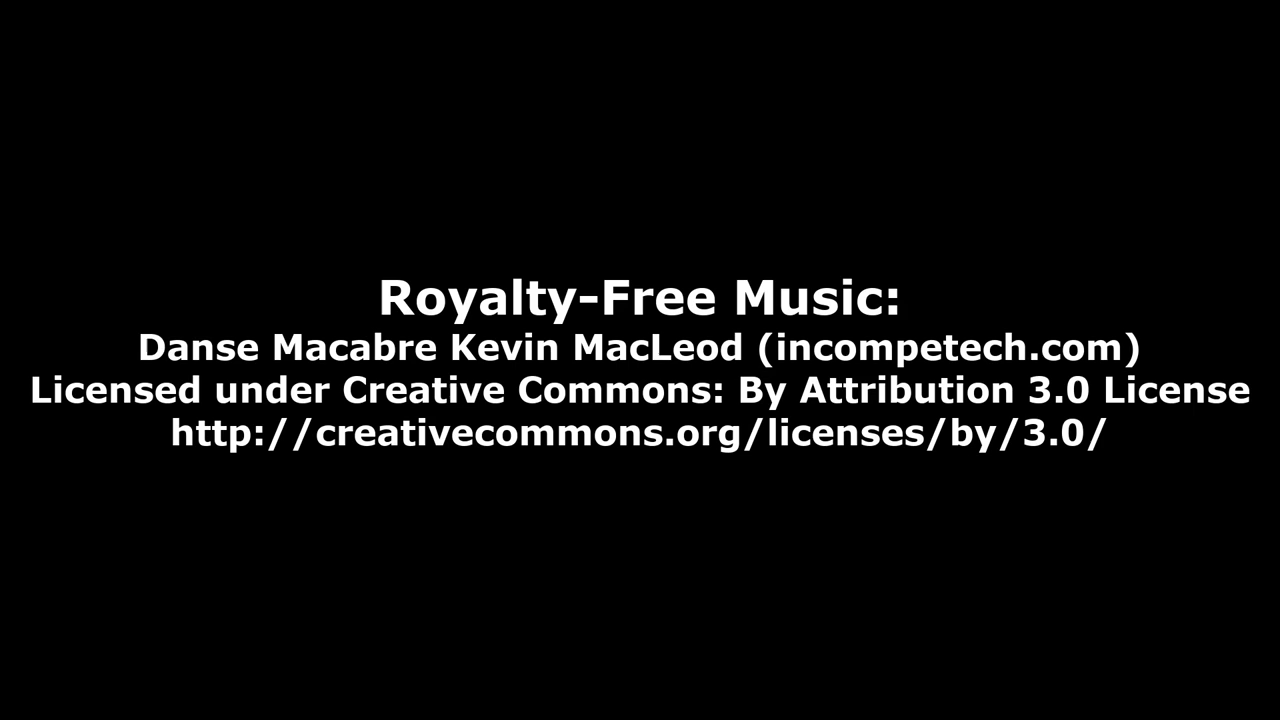 Royalty-Free Music:
Danse Macabre Kevin MacLeod (incompetech.com)
Licensed under Creative Commons: By Attribution 3.0 License
http://creativecommons.org/licenses/by/3.0/